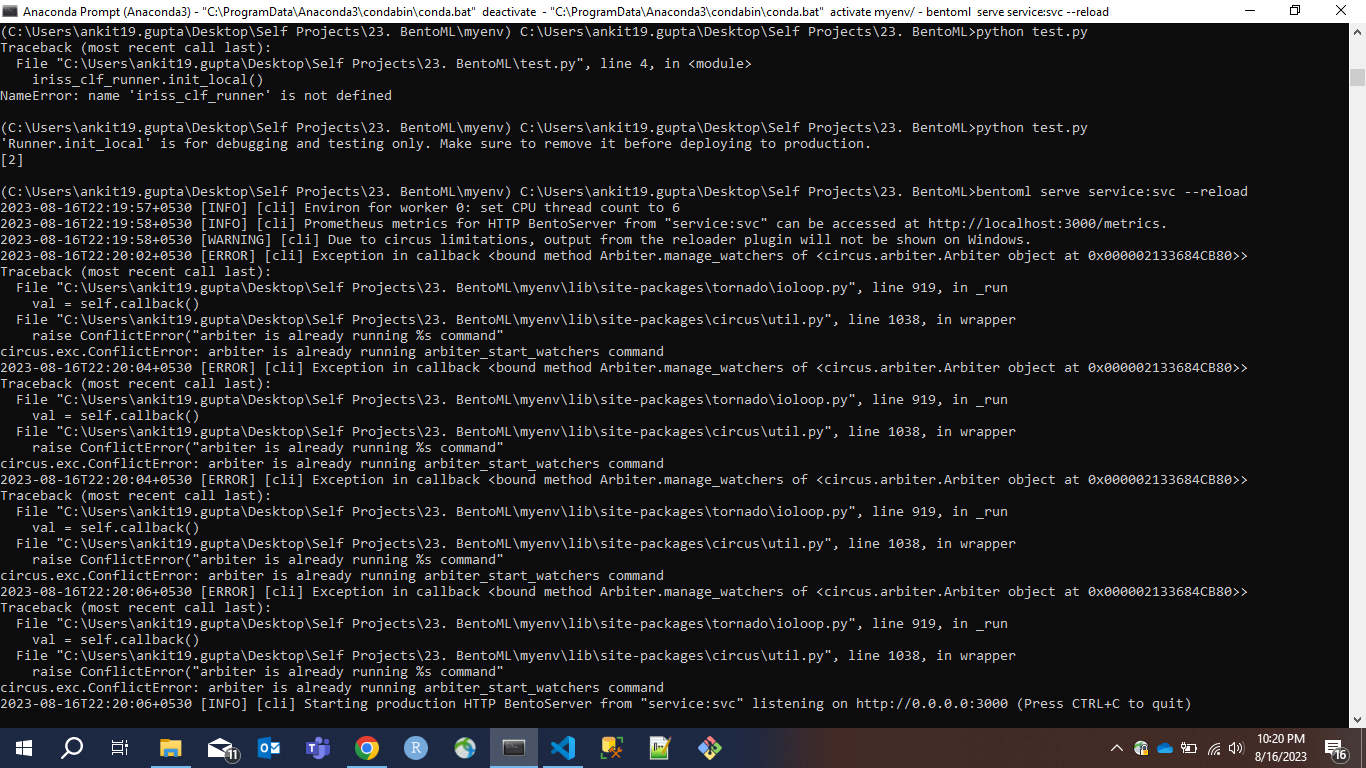 Anaconda Prompt (Anaconda3) - "C:\ProgramData\Anaconda3\condabin\conda.bat"  deactivate  - "C:\ProgramData\Anaconda3\condabin\conda.bat"  activate myenv/ - bentoml  serve service:svc --reload
(C:\Users\ankit19.gupta\Desktop\Self Projects\23. BentoML\myenv) C:\Users\ankit19.gupta\Desktop\Self Projects\23. BentoML>python test.py
Traceback (most recent call last):
  File "C:\Users\ankit19.gupta\Desktop\Self Projects\23. BentoML\test.py", line 4, in <module>
    iriss_clf_runner.init_local()
NameError: name 'iriss_clf_runner' is not defined
(C:\Users\ankit19.gupta\Desktop\Self Projects\23. BentoML\myenv) C:\Users\ankit19.gupta\Desktop\Self Projects\23. BentoML>python test.py
'Runner.init_local' is for debugging and testing only. Make sure to remove it before deploying to production.
[2]
(C:\Users\ankit19.gupta\Desktop\Self Projects\23. BentoML\myenv) C:\Users\ankit19.gupta\Desktop\Self Projects\23. BentoML>bentoml serve service:svc --reload
2023-08-16T22:19:57+0530 [INFO] [cli] Environ for worker 0: set CPU thread count to 6
2023-08-16T22:19:58+0530 [INFO] [cli] Prometheus metrics for HTTP BentoServer from "service:svc" can be accessed at http://localhost:3000/metrics.
2023-08-16T22:19:58+0530 [WARNING] [cli] Due to circus limitations, output from the reloader plugin will not be shown on Windows.
2023-08-16T22:20:02+0530 [ERROR] [cli] Exception in callback <bound method Arbiter.manage_watchers of <circus.arbiter.Arbiter object at 0x000002133684CB80>>
Traceback (most recent call last):
  File "C:\Users\ankit19.gupta\Desktop\Self Projects\23. BentoML\myenv\lib\site-packages\tornado\ioloop.py", line 919, in _run
    val = self.callback()
  File "C:\Users\ankit19.gupta\Desktop\Self Projects\23. BentoML\myenv\lib\site-packages\circus\util.py", line 1038, in wrapper
    raise ConflictError("arbiter is already running %s command"
circus.exc.ConflictError: arbiter is already running arbiter_start_watchers command
2023-08-16T22:20:04+0530 [ERROR] [cli] Exception in callback <bound method Arbiter.manage_watchers of <circus.arbiter.Arbiter object at 0x000002133684CB80>>
Traceback (most recent call last):
  File "C:\Users\ankit19.gupta\Desktop\Self Projects\23. BentoML\myenv\lib\site-packages\tornado\ioloop.py", line 919, in _run
    val = self.callback()
  File "C:\Users\ankit19.gupta\Desktop\Self Projects\23. BentoML\myenv\lib\site-packages\circus\util.py", line 1038, in wrapper
    raise ConflictError("arbiter is already running %s command"
circus.exc.ConflictError: arbiter is already running arbiter_start_watchers command
2023-08-16T22:20:04+0530 [ERROR] [cli] Exception in callback <bound method Arbiter.manage_watchers of <circus.arbiter.Arbiter object at 0x000002133684CB80>>
Traceback (most recent call last):
  File "C:\Users\ankit19.gupta\Desktop\Self Projects\23. BentoML\myenv\lib\site-packages\tornado\ioloop.py", line 919, in _run
    val = self.callback()
  File "C:\Users\ankit19.gupta\Desktop\Self Projects\23. BentoML\myenv\lib\site-packages\circus\util.py", line 1038, in wrapper
    raise ConflictError("arbiter is already running %s command"
circus.exc.ConflictError: arbiter is already running arbiter_start_watchers command
2023-08-16T22:20:06+0530 [ERROR] [cli] Exception in callback <bound method Arbiter.manage_watchers of <circus.arbiter.Arbiter object at 0x000002133684CB80>>
Traceback (most recent call last):
  File "C:\Users\ankit19.gupta\Desktop\Self Projects\23. BentoML\myenv\lib\site-packages\tornado\ioloop.py", line 919, in _run
    val = self.callback()
  File "C:\Users\ankit19.gupta\Desktop\Self Projects\23. BentoML\myenv\lib\site-packages\circus\util.py", line 1038, in wrapper
    raise ConflictError("arbiter is already running %s command"
circus.exc.ConflictError: arbiter is already running arbiter_start_watchers command
2023-08-16T22:20:06+0530 [INFO] [cli] Starting production HTTP BentoServer from "service:svc" listening on http://0.0.0.0:3000 (Press CTRL+C to quit)
11
R
10:20 PM
8/16/2023
16